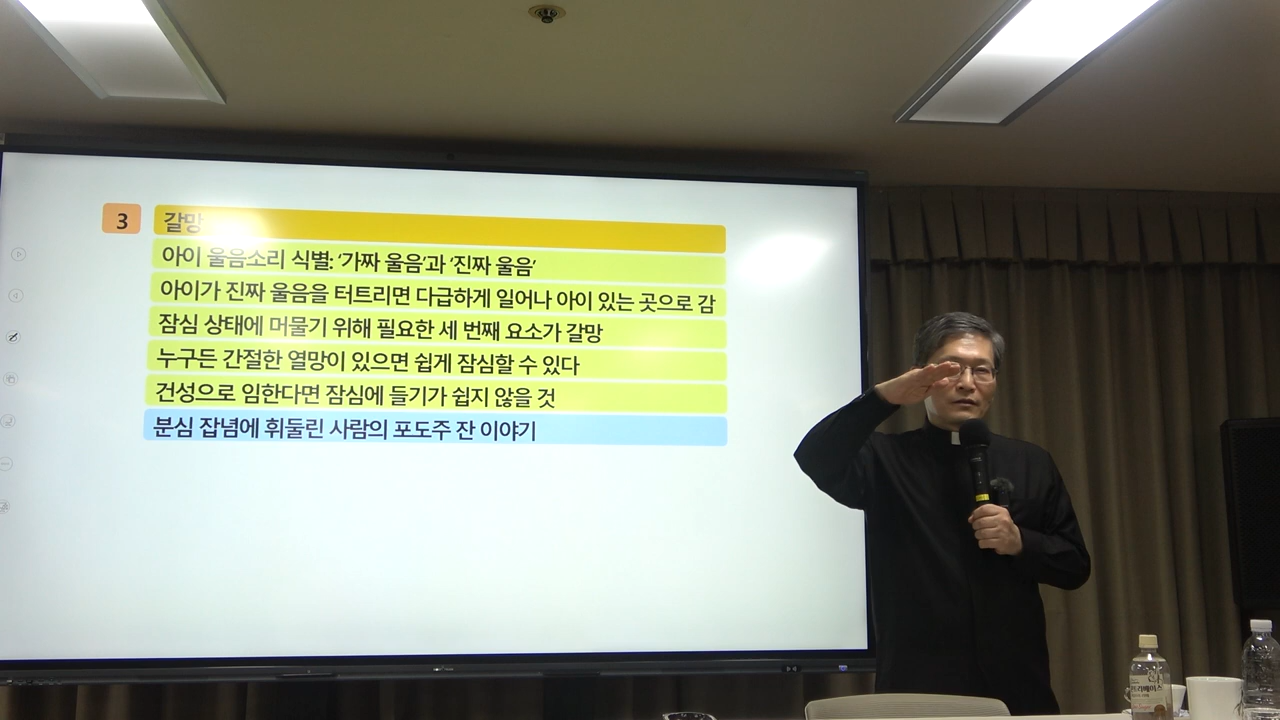 3 갈망
아이 울음소리 식별: ‘가짜 울음’과 ‘진짜 울음’
아이가 진짜 울음을 터트리면 다급하게 일어나 아이 있는 곳으로 감
잠심 상태에 머물기 위해 필요한 세 번째 요소가 갈망
누구든 간절한 열망이 있으면 쉽게 잠심할 수 있다
건성으로 임한다면 잠심에 들기가 쉽지 않을 것
분심 잡념에 휘둘린 사람의 포도주 잔 이야기